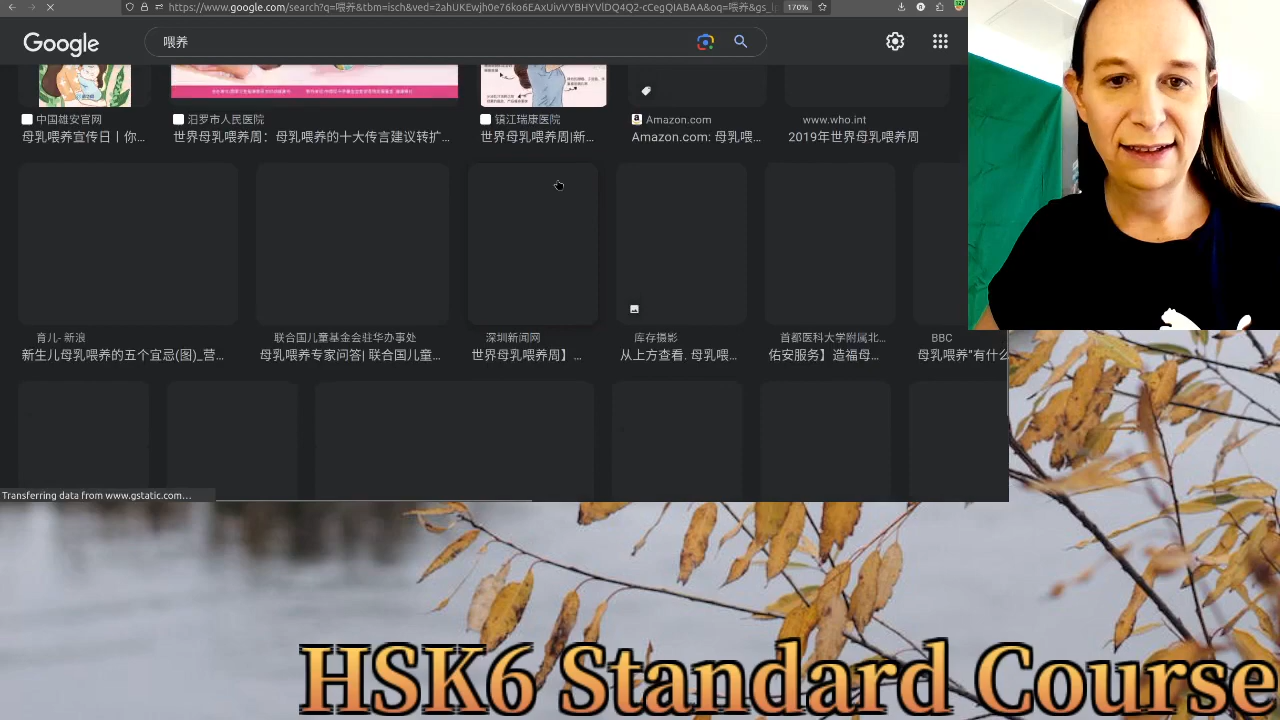 https://www.google.com/search?q=喂养&tbm=isch&ved=2ahUKEwjh0e76ko6EAxUivVYBHYVlDQ4Q2-cCegQIABAA&oq=喂养&gs_l
170%
Google
喂养
中国雄安官网
汨罗市人民医院
镇江瑞康医院
Amazon.com
www.who.int
母乳喂养宣传日丨你...
世界母乳喂养周：母乳喂养的十大传言建议转扩...
世界母乳喂养周|新...
Amazon.com: 母乳喂...
2019年世界母乳喂养周
育儿- 新浪
联合国儿童基金会驻华办事处
深圳新闻网
库存摄影
首都医科大学附属北...
BBC
新生儿母乳喂养的五个宜忌(图)_营...
母乳喂养专家问答| 联合国儿童...
世界母乳喂养周】...
从上方查看. 母乳喂...
佑安服务】造福母...
母乳喂养"有什么
Transferring data from www.gstatic.com...
HSK6 Standard Course